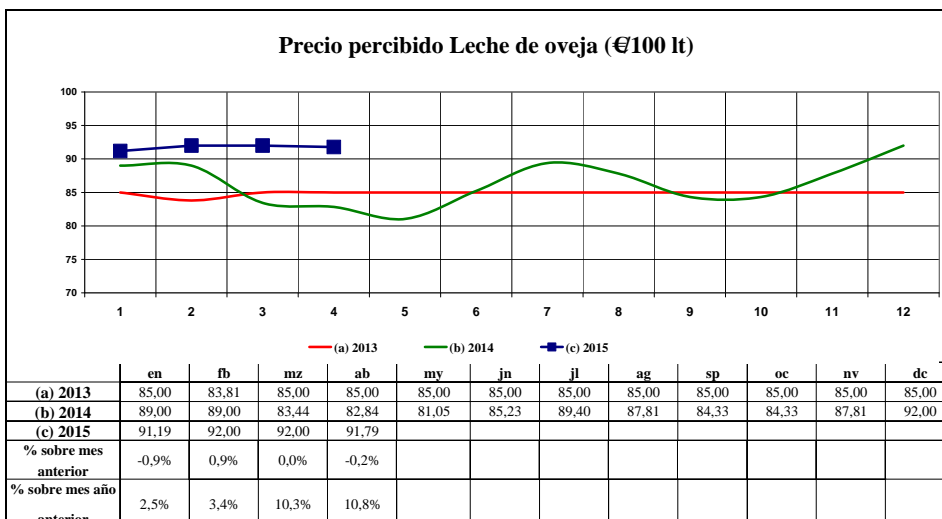 Precio percibido Leche de oveja (€/100 lt)
100
95
90
85
80
75
70
1 2 3 4 5 6 7 8 9 10 11 12
(a) 2013 (b) 2014 (c) 2015
en fb mz ab my jn jl ag sp oc nv dc
(a) 2013 85,00 83,81 85,00 85,00 85,00 85,00 85,00 85,00 85,00 85,00 85,00 85,00
(b) 2014 89,00 89,00 83,44 82,84 81,05 85,23 89,40 87,81 84,33 84,33 87,81 92,00
(c) 2015 91,19 92,00 92,00 91,79
% sobre mes
anterior
-0,9% 0,9% 0,0% -0,2%
% sobre mes año
anterior
2,5% 3,4% 10,3% 10,8%